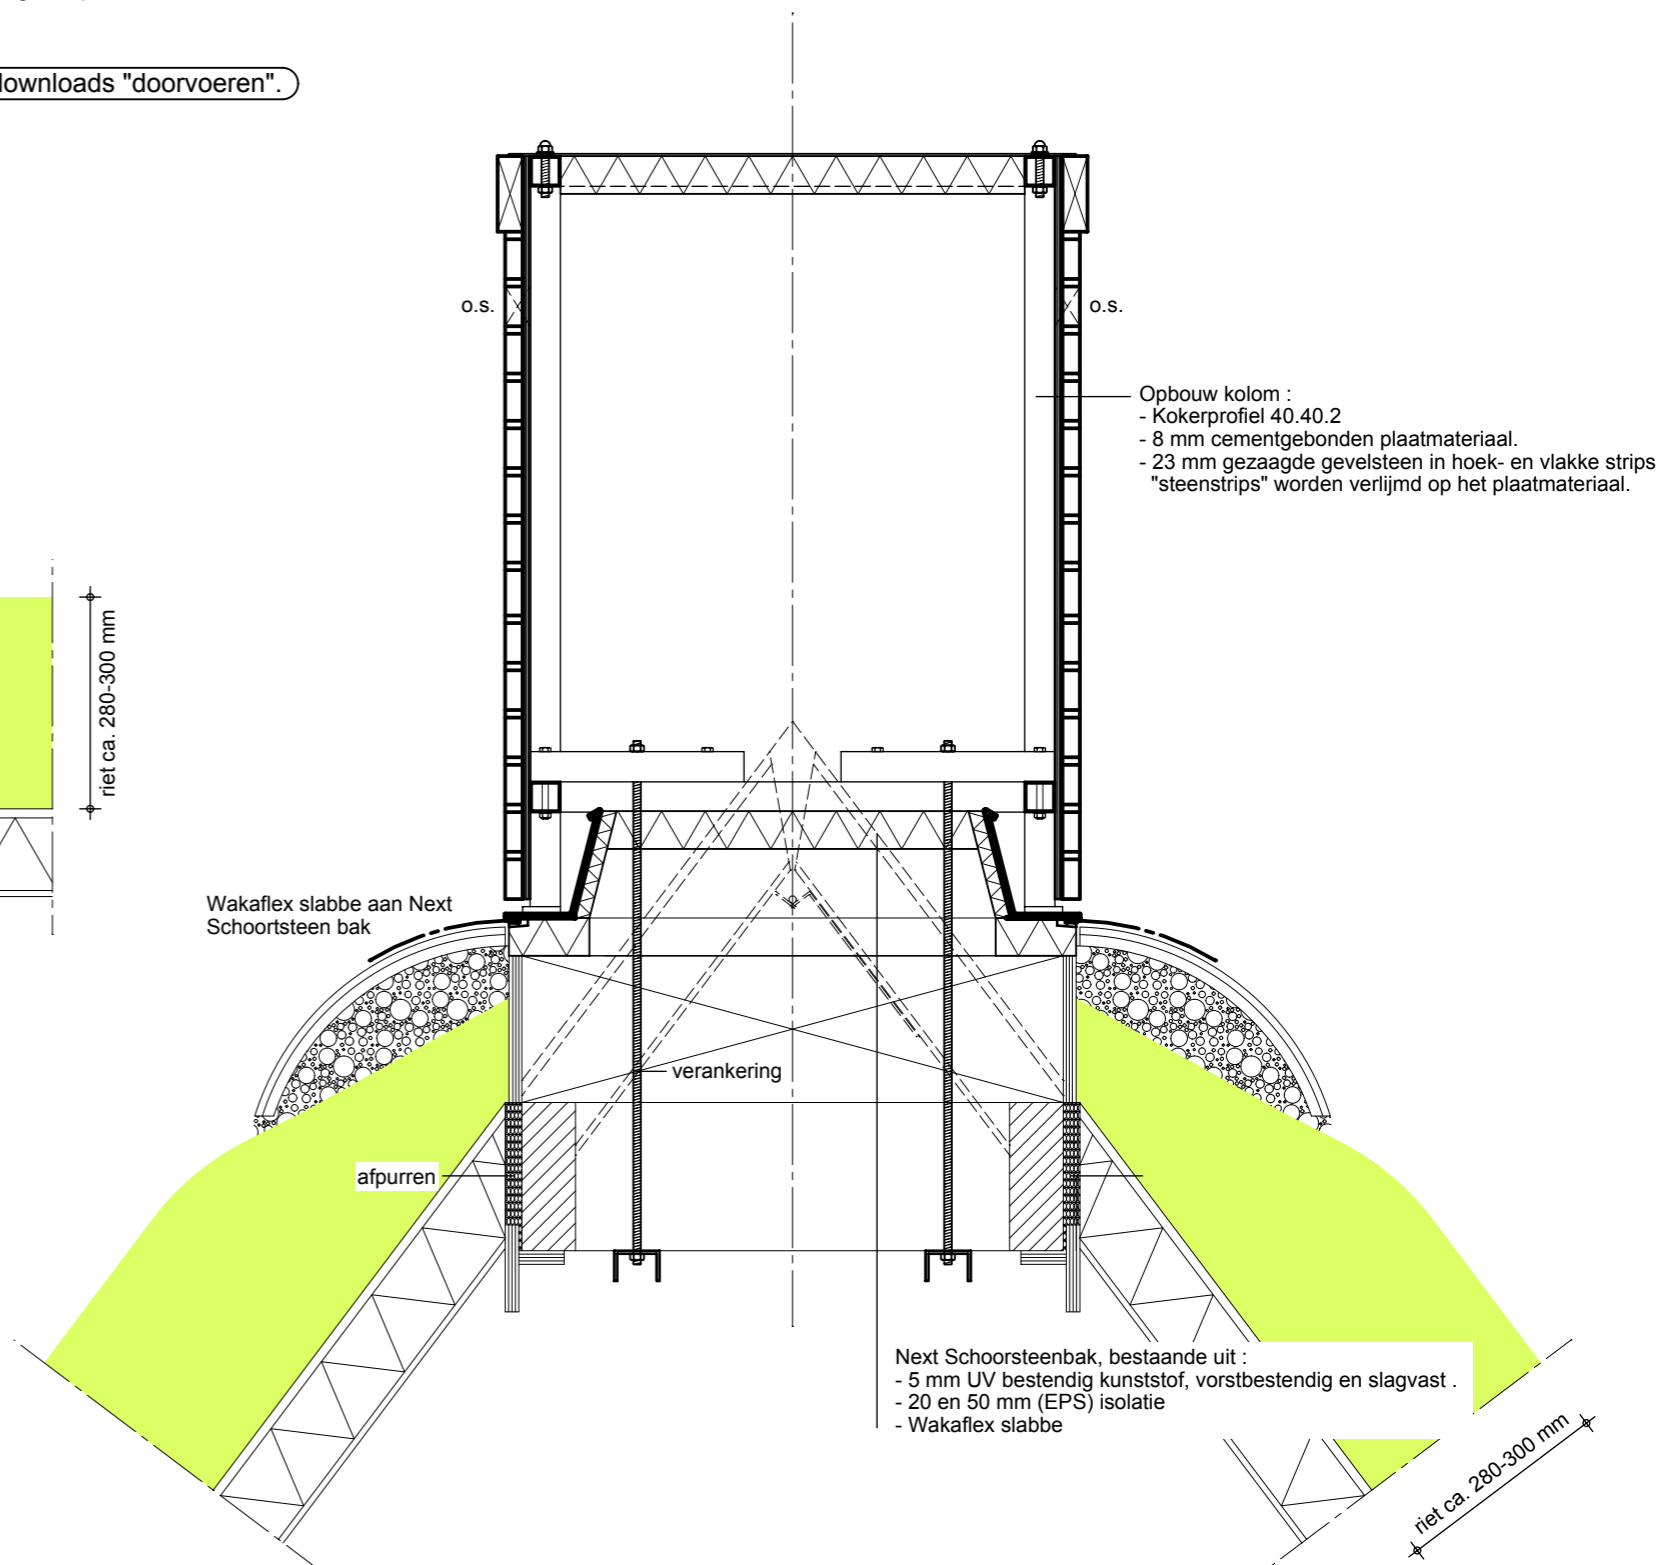 downloads "doorvoeren".
o.s.
o.s.
Opbouw kolom :
- Kokerprofiel 40.40.2
- 8 mm cementgebonden plaatmateriaal.
- 23 mm gezaagde gevelsteen in hoek- en vlakke strips
"steenstrips" worden verlijmd op het plaatmateriaal.
riet ca. 280-300 mm
Wakaflex slabbe aan Next
Schoortsteen bak
verankering
afpurren
Next Schoorsteenbak, bestaande uit :
- 5 mm UV bestendig kunststof, vorstbestendig en slagvast .
- 20 en 50 mm (EPS) isolatie
- Wakaflex slabbe
riet ca. 280-300 mm